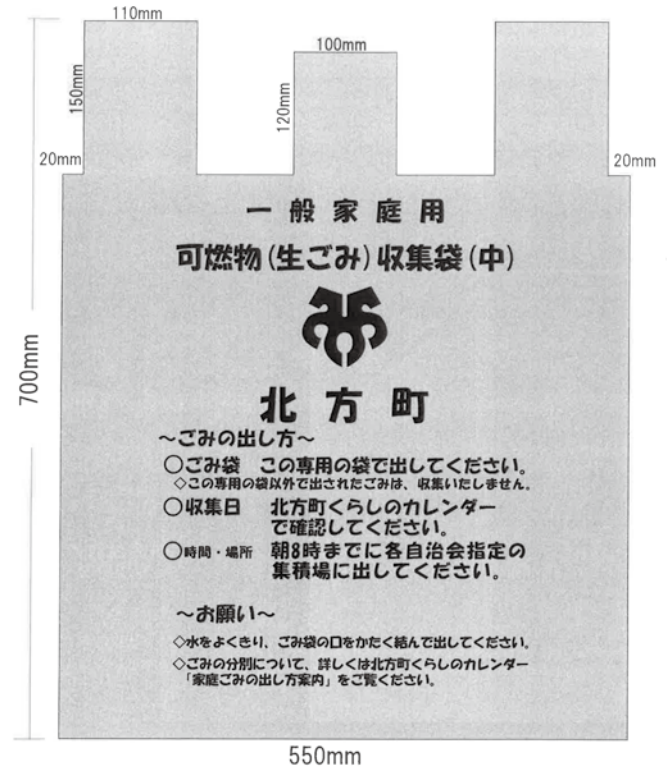 110mm
100mm
150mm
120mm
20mm
20mm
700mm
一般家庭用
可燃物(生ごみ)収集袋(中)
北方町
～ごみの出し方～
○ごみ袋 この専用の袋で出してください。
◇この専用の袋以外で出されたごみは、収集いたしません。
○収集日 北方町くらしのカレンダー
で確認してください。
○時間・場所 朝8時までに各自治会指定の
集積場に出してください。
～お願い～
◇水をよくきり、ごみ袋の口をかたく結んで出してください。
◇ごみの分別について、詳しくは北方町くらしのカレンダー
「家庭ごみの出し方案内」をご覧ください。
550mm